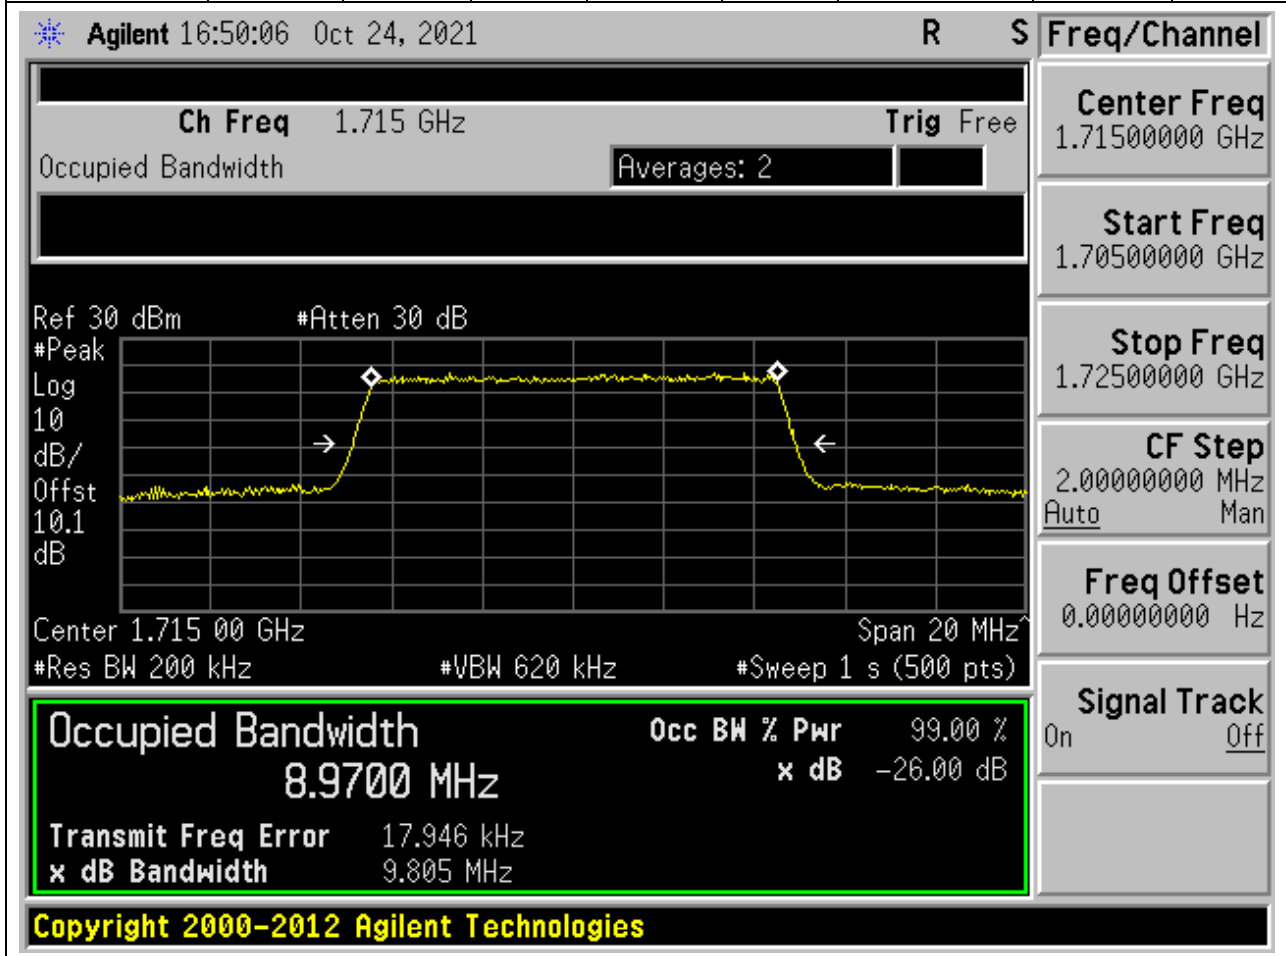 Agilent 16:50:06 Oct 24, 2021 R S Freq/Channel
Ch Freq 1.715 GHz Trig Free
Occupied Bandwidth Averages: 2
Center Freq
1.71500000 GHz
Start Freq
1.70500000 GHz
Stop Freq
1.72500000 GHz
CF Step
2.00000000 MHz
Auto Man
Freq Offset
0.00000000 Hz
Signal Track
On Off
Ref 30 dBm #Atten 30 dB
#Peak
Log
10
dB/
Offst
10.1
dB
Center 1.715 00 GHz Span 20 MHz^
#Res BW 200 kHz #VBW 620 kHz #Sweep 1 s (500 pts)
Occupied Bandwidth Occ BW % Pwr 99.00 %
8.9700 MHz x dB -26.00 dB
Transmit Freq Error 17.946 kHz
x dB Bandwidth 9.805 MHz
Copyright 2000-2012 Agilent Technologies